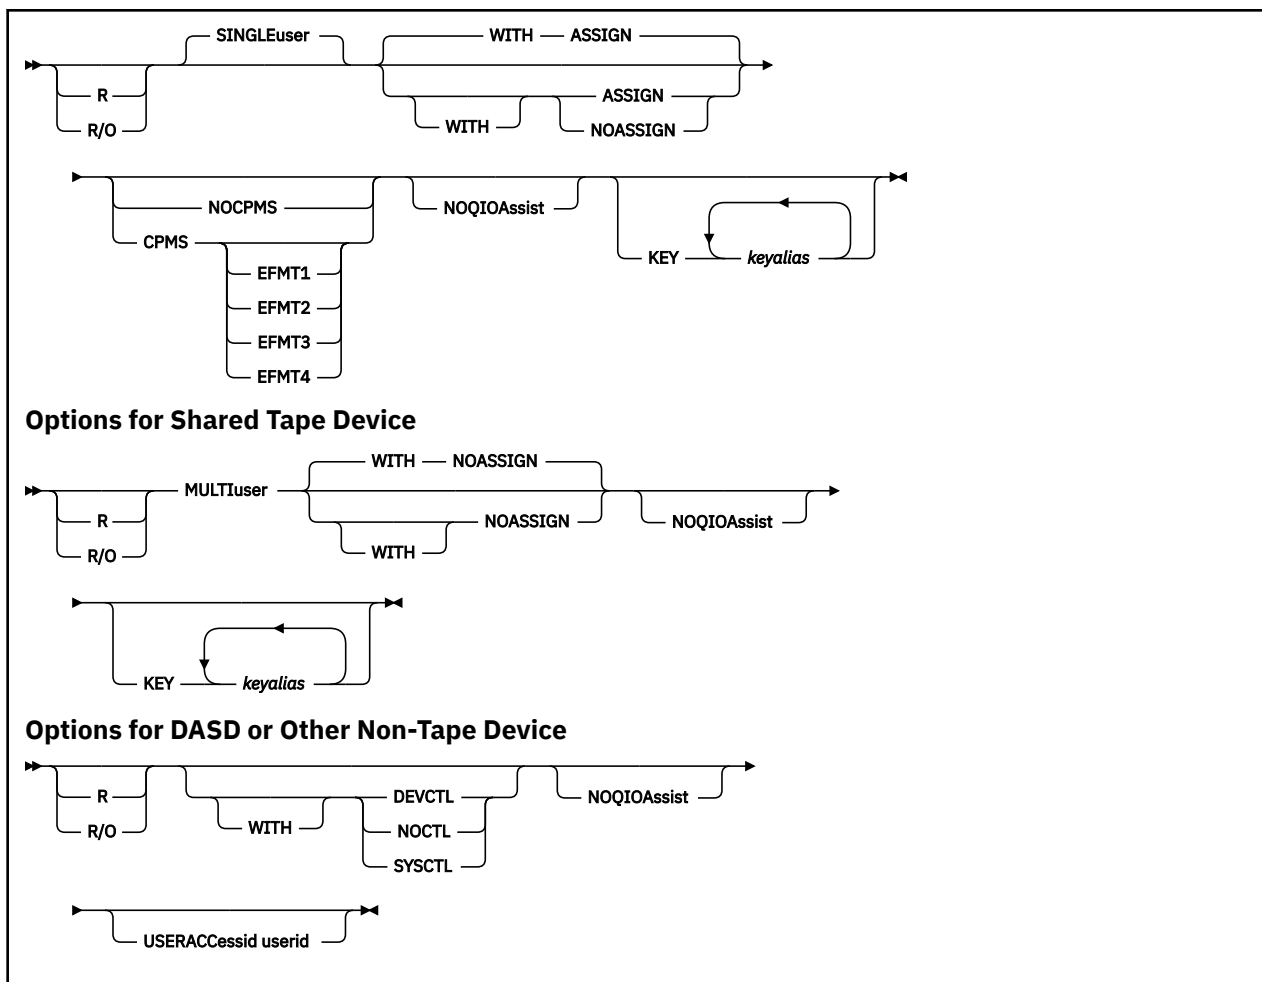 SINGLEuser WITH ASSIGN
R ASSIGN
R/O WITH NOASSIGN
NOCPMS NOQIOAssist
CPMS KEY keyalias
EFMT1
EFMT2
EFMT3
EFMT4
Options for Shared Tape Device
WITH NOASSIGN
MULTIuser
R NOASSIGN NOQIOAssist
R/O WITH
KEY keyalias
Options for DASD or Other Non-Tape Device
R DEVCTL NOQIOAssist
R/O WITH NOCTL
SYSCTL
USERACCessid userid